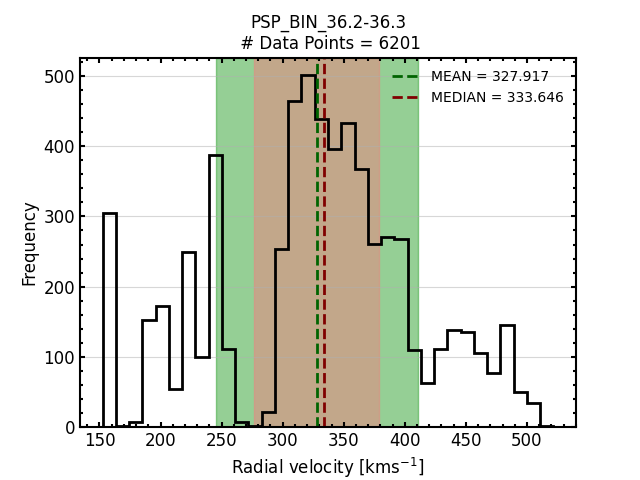 PSP_BIN_36.2-36.3
# Data Points = 6201
MEAN = 327.917
MEDIAN = 333.646
Frequency
500
400
300
200
100
0
150 200 250 300 350 400 450 500
Radial velocity [kms⁻¹]